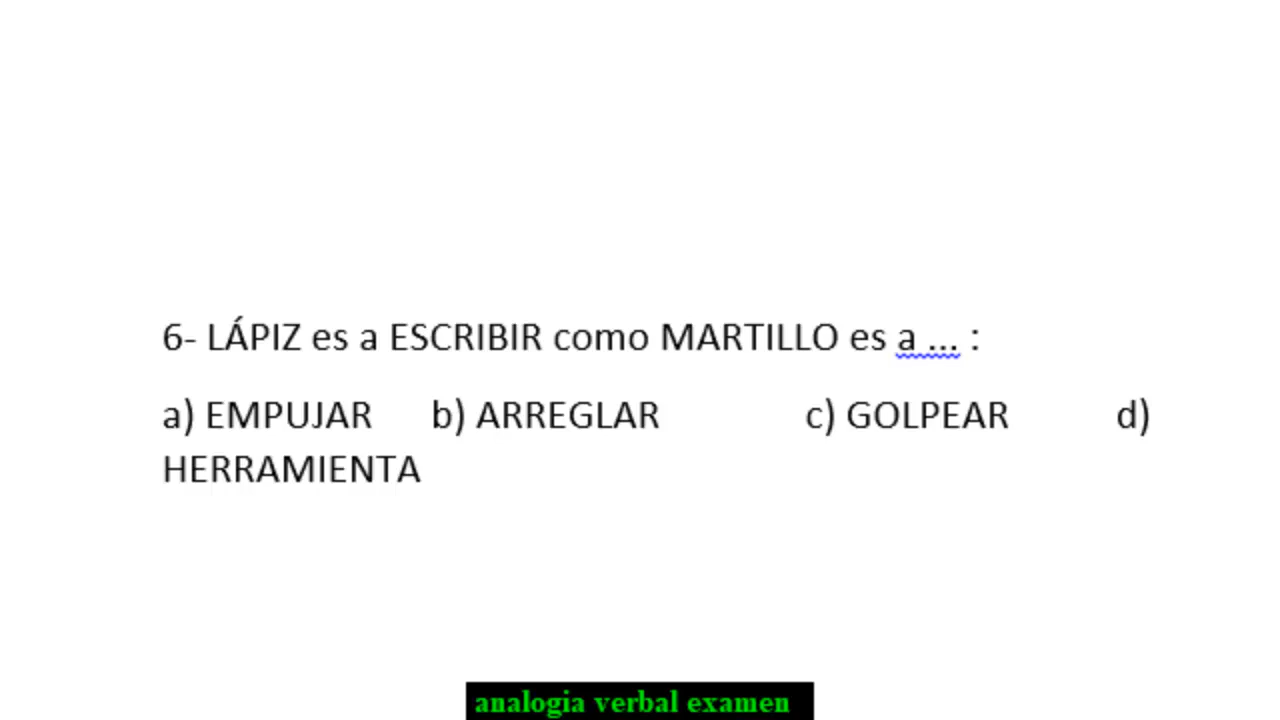 6- LÁPIZ es a ESCRIBIR como MARTILLO es a ... :
a) EMPUJAR b) ARREGLAR c) GOLPEAR d)
HERRAMIENTA
analogia verbal examen